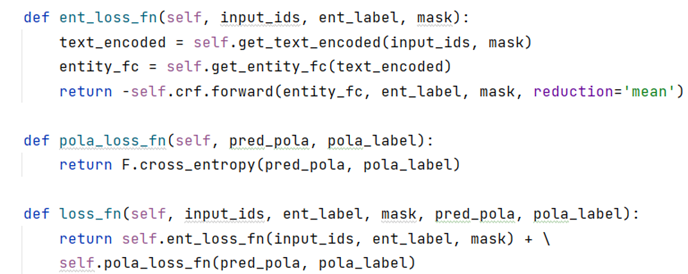 def ent_loss_fn(self, input_ids, ent_label, mask):
    text_encoded = self.get_text_encoded(input_ids, mask)
    entity_fc = self.get_entity_fc(text_encoded)
    return -self.crf.forward(entity_fc, ent_label, mask, reduction='mean')
def pola_loss_fn(self, pred_pola, pola_label):
    return F.cross_entropy(pred_pola, pola_label)
def loss_fn(self, input_ids, ent_label, mask, pred_pola, pola_label):
    return self.ent_loss_fn(input_ids, ent_label, mask) + \
    self.pola_loss_fn(pred_pola, pola_label)